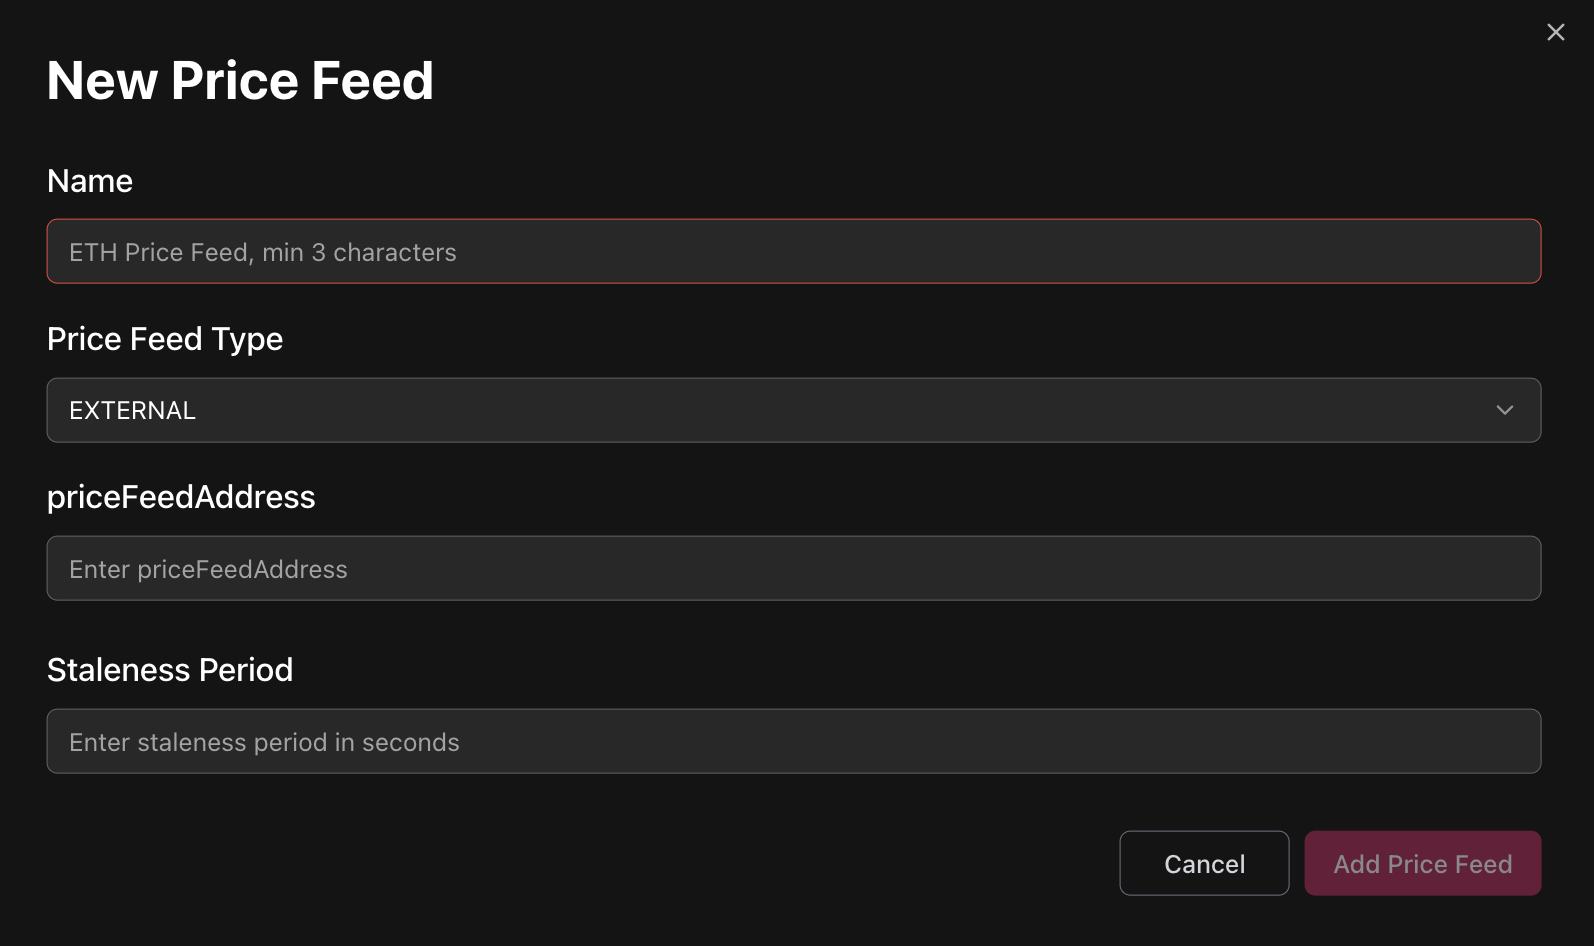 New Price Feed
Name
ETH Price Feed, min 3 characters
Price Feed Type
EXTERNAL
priceFeedAddress
Enter priceFeedAddress
Staleness Period
Enter staleness period in seconds
Cancel
Add Price Feed